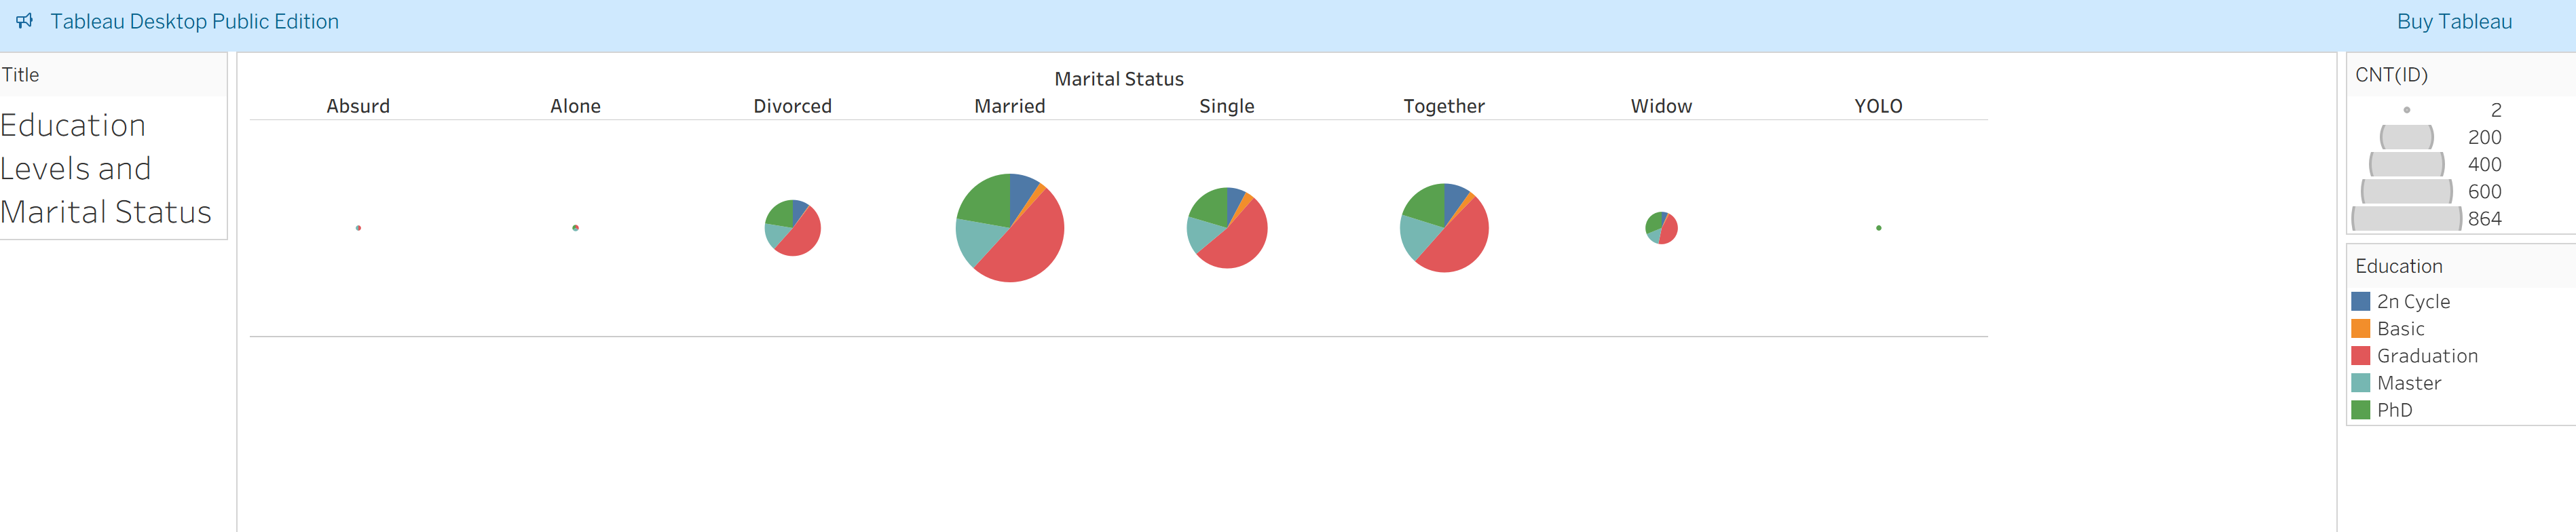 Tableau Desktop Public Edition
Buy Tableau
Title
Education
Levels and
Marital Status
Marital Status
Absurd Alone Divorced Married Single Together Widow YOLO
CNT(ID)
2
200
400
600
864
Education
2n Cycle
Basic
Graduation
Master
PhD